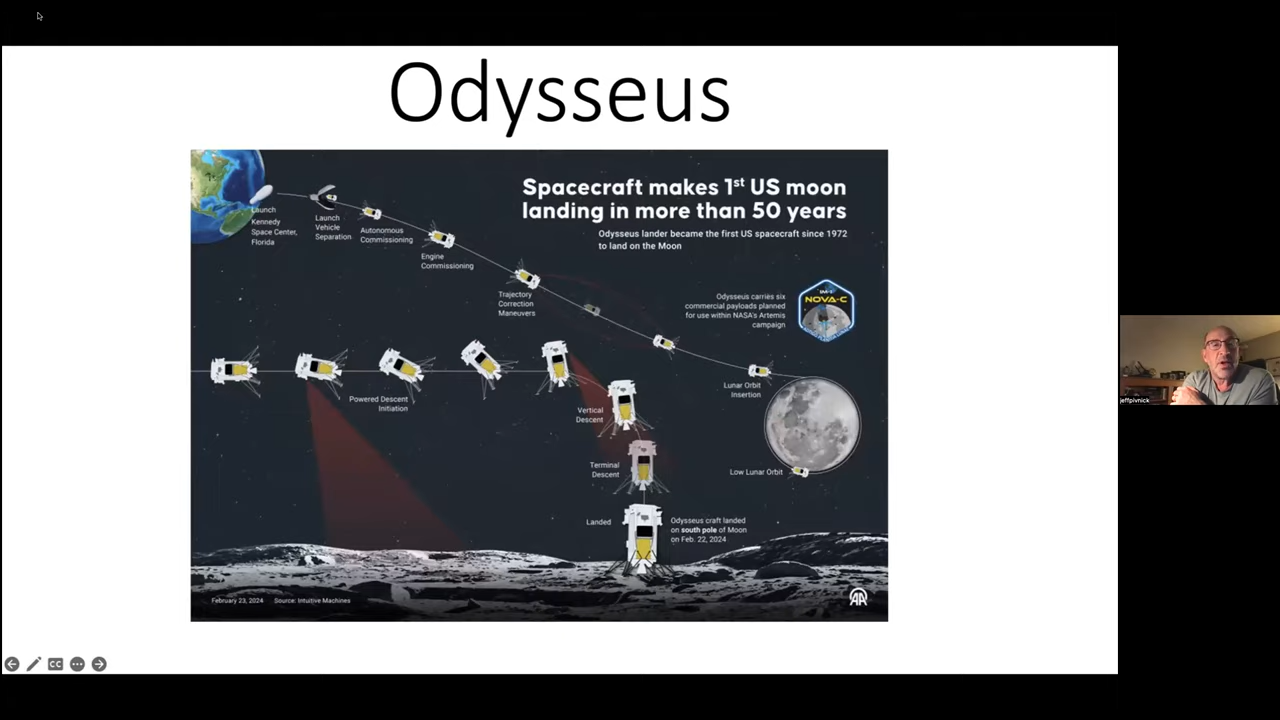 Odysseus
Spacecraft makes 1st US moon
landing in more than 50 years
Odysseus lander became the first US spacecraft since 1972
to land on the Moon
Launch
Kennedy
Space Center,
Florida
Launch
Vehicle
Separation
Autonomous
Commissioning
Engine
Commissioning
Trajectory
Correction
Maneuvers
Odysseus carries six
commercial payloads planned
for use within NASA's Artemis
campaign
IM-1
NOVA-C
Lunar Orbit
Insertion
Low Lunar Orbit
Powered Descent
Initiation
Vertical
Descent
Terminal
Descent
Landed
Odysseus craft landed
on south pole of Moon
on Feb. 22, 2024
February 23, 2024 Source: Intuitive Machines
AA
CC
jeffpivnick